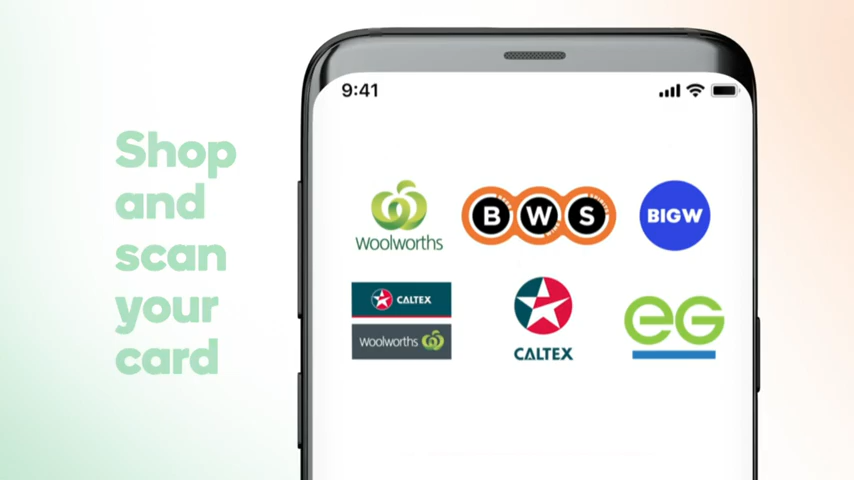 Shop
and
scan
your
card
9:41
Woolworths
BWS
BIGW
CALTEX
Woolworths
CALTEX
eG